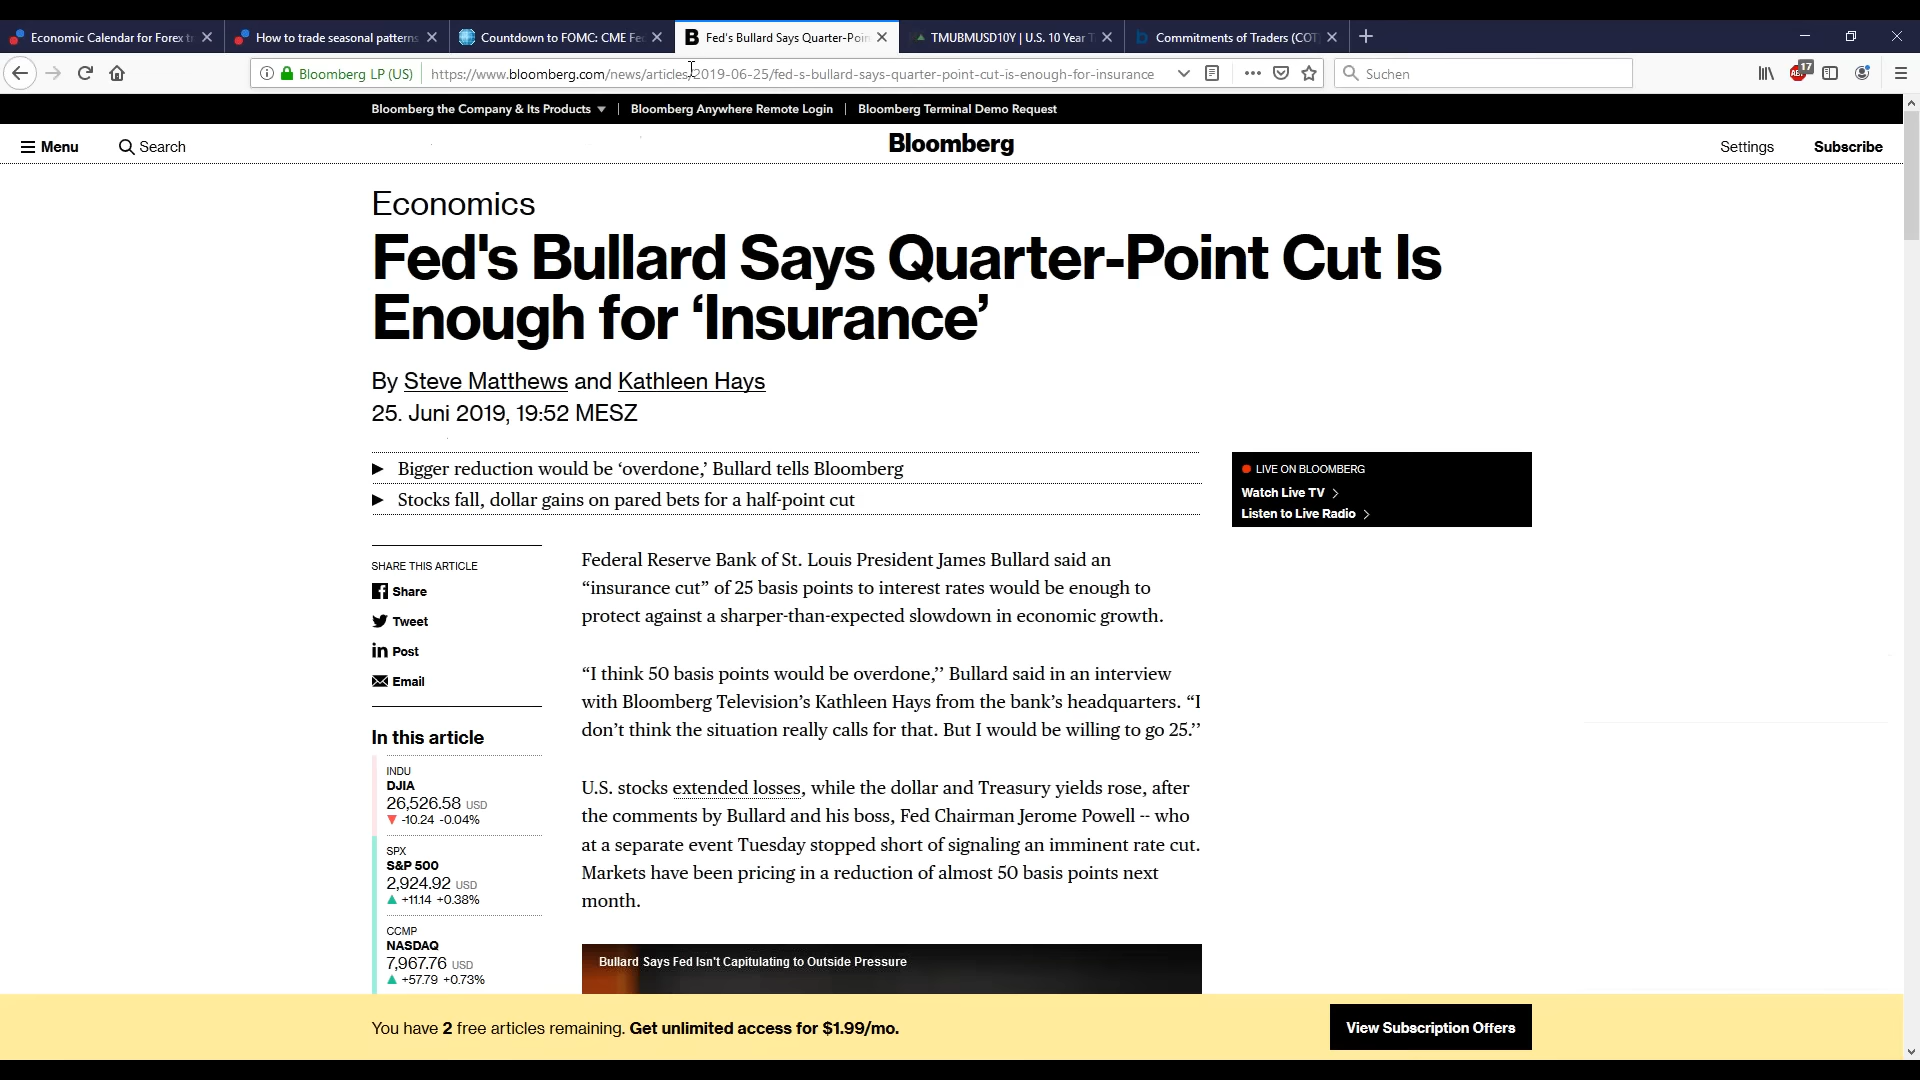 Economic Calendar for Forex t
How to trade seasonal patterns
Countdown to FOMC: CME Fe
Fed's Bullard Says Quarter-Poin
TMUBMUSD10Y | U.S. 10 Year T
Commitments of Traders (COT
Bloomberg LP (US)
https://www.bloomberg.com/news/articles/2019-06-25/fed-s-bullard-says-quarter-point-cut-is-enough-for-insurance
Suchen
17
Bloomberg the Company & Its Products
Bloomberg Anywhere Remote Login
Bloomberg Terminal Demo Request
Menu
Search
Bloomberg
Settings
Subscribe
Economics
Fed's Bullard Says Quarter-Point Cut Is
Enough for ‘Insurance’
By Steve Matthews and Kathleen Hays
25. Juni 2019, 19:52 MESZ
Bigger reduction would be ‘overdone,’ Bullard tells Bloomberg
Stocks fall, dollar gains on pared bets for a half-point cut
LIVE ON BLOOMBERG
Watch Live TV
Listen to Live Radio
SHARE THIS ARTICLE
Share
Tweet
Post
Email
In this article
INDU
DJIA
26,526.58 USD
▼ -10.24 -0.04%
SPX
S&P 500
2,924.92 USD
▲ +11.14 +0.38%
CCMP
NASDAQ
7,967.76 USD
▲ +57.79 +0.73%
Federal Reserve Bank of St. Louis President James Bullard said an
“insurance cut” of 25 basis points to interest rates would be enough to
protect against a sharper-than-expected slowdown in economic growth.
“I think 50 basis points would be overdone,’’ Bullard said in an interview
with Bloomberg Television’s Kathleen Hays from the bank’s headquarters. “I
don’t think the situation really calls for that. But I would be willing to go 25.’’
U.S. stocks extended losses, while the dollar and Treasury yields rose, after
the comments by Bullard and his boss, Fed Chairman Jerome Powell -- who
at a separate event Tuesday stopped short of signaling an imminent rate cut.
Markets have been pricing in a reduction of almost 50 basis points next
month.
Bullard Says Fed Isn't Capitulating to Outside Pressure
You have 2 free articles remaining. Get unlimited access for $1.99/mo.
View Subscription Offers